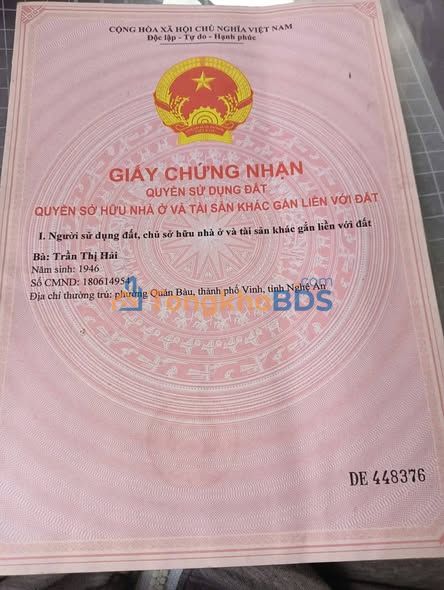 CỘNG HÒA XÃ HỘI CHỦ NGHĨA VIỆT NAM
Độc lập - Tự do - Hạnh phúc
GIẤY CHỨNG NHẬN
QUYỀN SỬ DỤNG ĐẤT
QUYỀN SỞ HỮU NHÀ Ở VÀ TÀI SẢN KHÁC GẮN LIỀN VỚI ĐẤT
I. Người sử dụng đất, chủ sở hữu nhà ở và tài sản khác gắn liền với đất
Bà: Trần Thị Hải
Năm sinh: 1946
Số CMND: 180614954
Địa chỉ thường trú: phường Quán Bàu, thành phố Vinh, tỉnh Nghệ An
TongkhoBDS.com
DE 448376